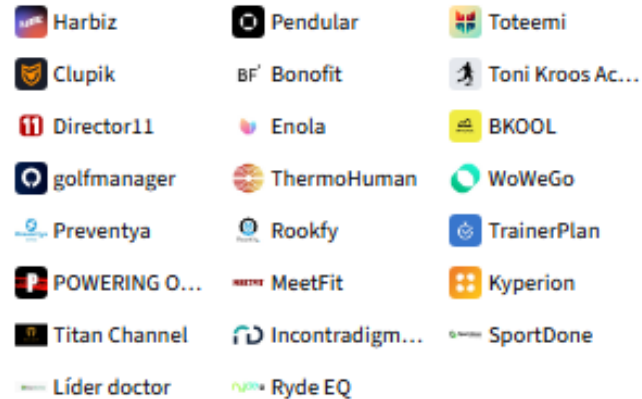 Harbiz
Pendular
Toteemi
Clupik
BF' Bonofit
Toni Kroos Ac...
11 Director11
Enola
BKOOL
golfmanager
ThermoHuman
WoWeGo
Preventya
Rookfy
TrainerPlan
P POWERING O...
MeetFit
Kyperion
Titan Channel
Incontradigm...
SportDone
Líder doctor
Ryde EQ